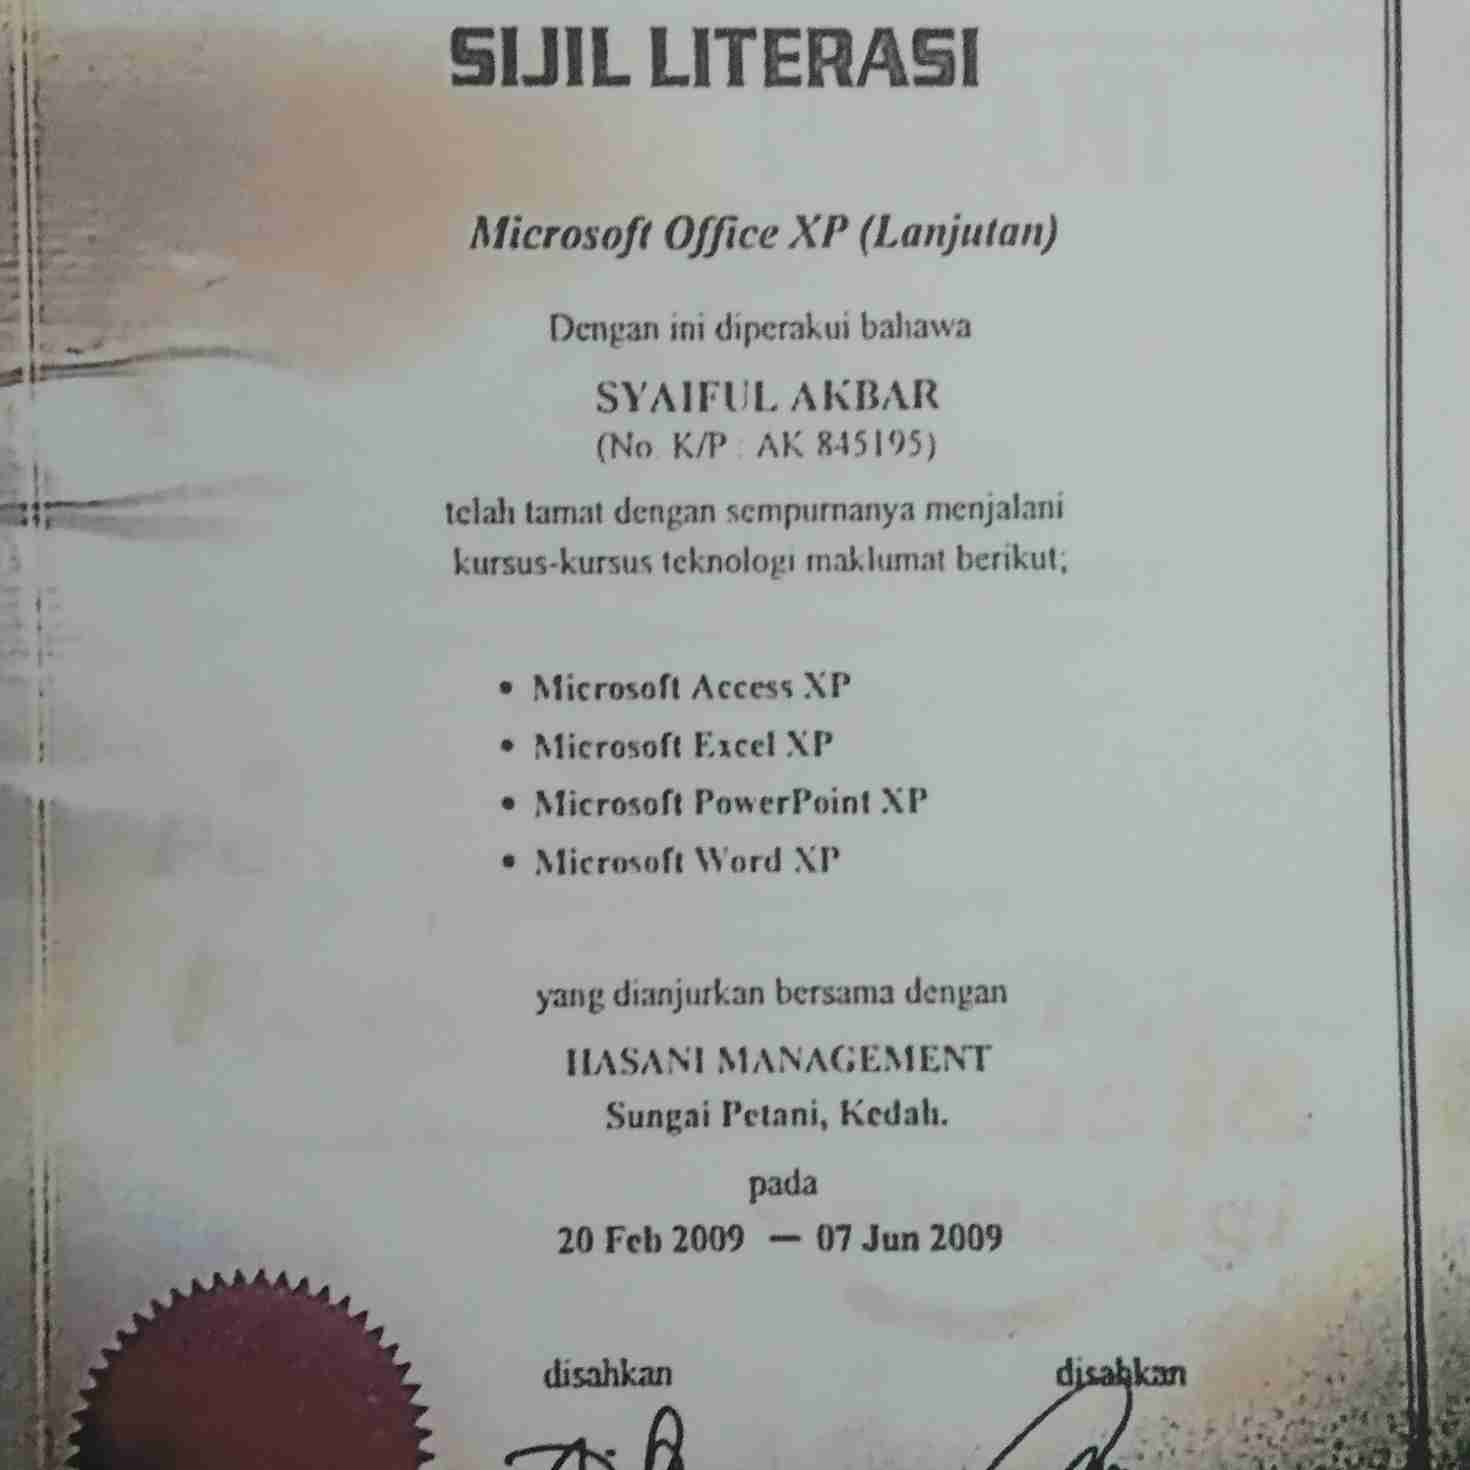 SIJIL LITERASI
Microsoft Office XP (Lanjutan)
Dengan ini diperakui bahawa
SYAIFUL AKBAR
(No. K/P : AK 845195)
telah tamat dengan sempurnanya menjalani
kursus-kursus teknologi maklumat berikut;
• Microsoft Access XP
• Microsoft Excel XP
• Microsoft PowerPoint XP
• Microsoft Word XP
yang dianjurkan bersama dengan
HASANI MANAGEMENT
Sungai Petani, Kedah.
pada
20 Feb 2009 — 07 Jun 2009
disahkan disahkan